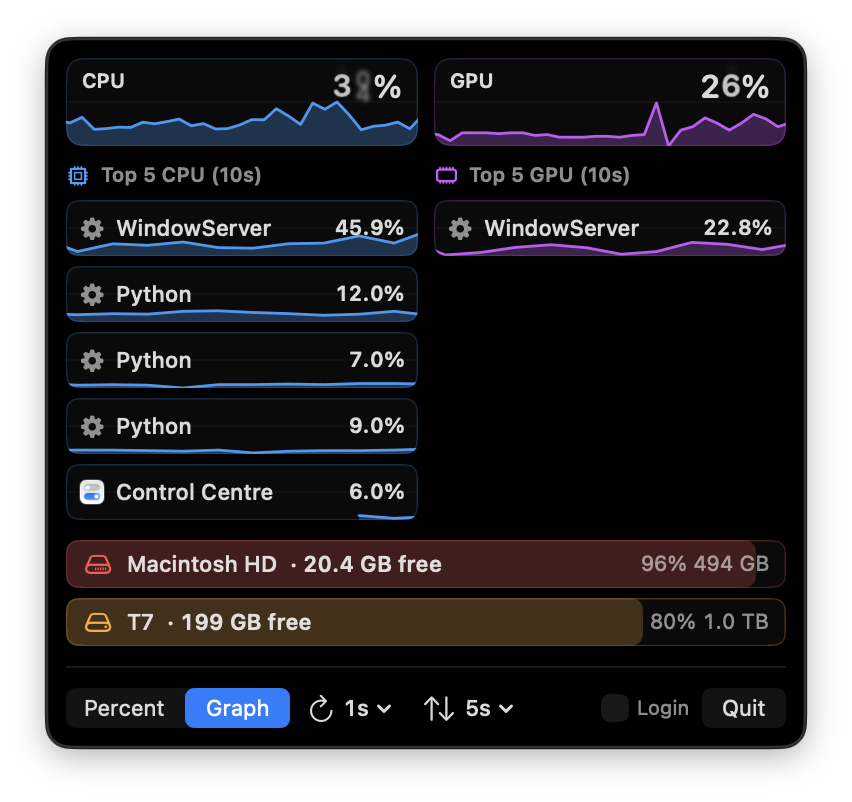 CPU
GPU
26%
Top 5 CPU (10s)
Top 5 GPU (10s)
WindowServer 45.9%
WindowServer 22.8%
Python 12.0%
Python 7.0%
Python 9.0%
Control Centre 6.0%
Macintosh HD · 20.4 GB free 96% 494 GB
T7 · 199 GB free 80% 1.0 TB
Percent Graph 1s 5s Login Quit